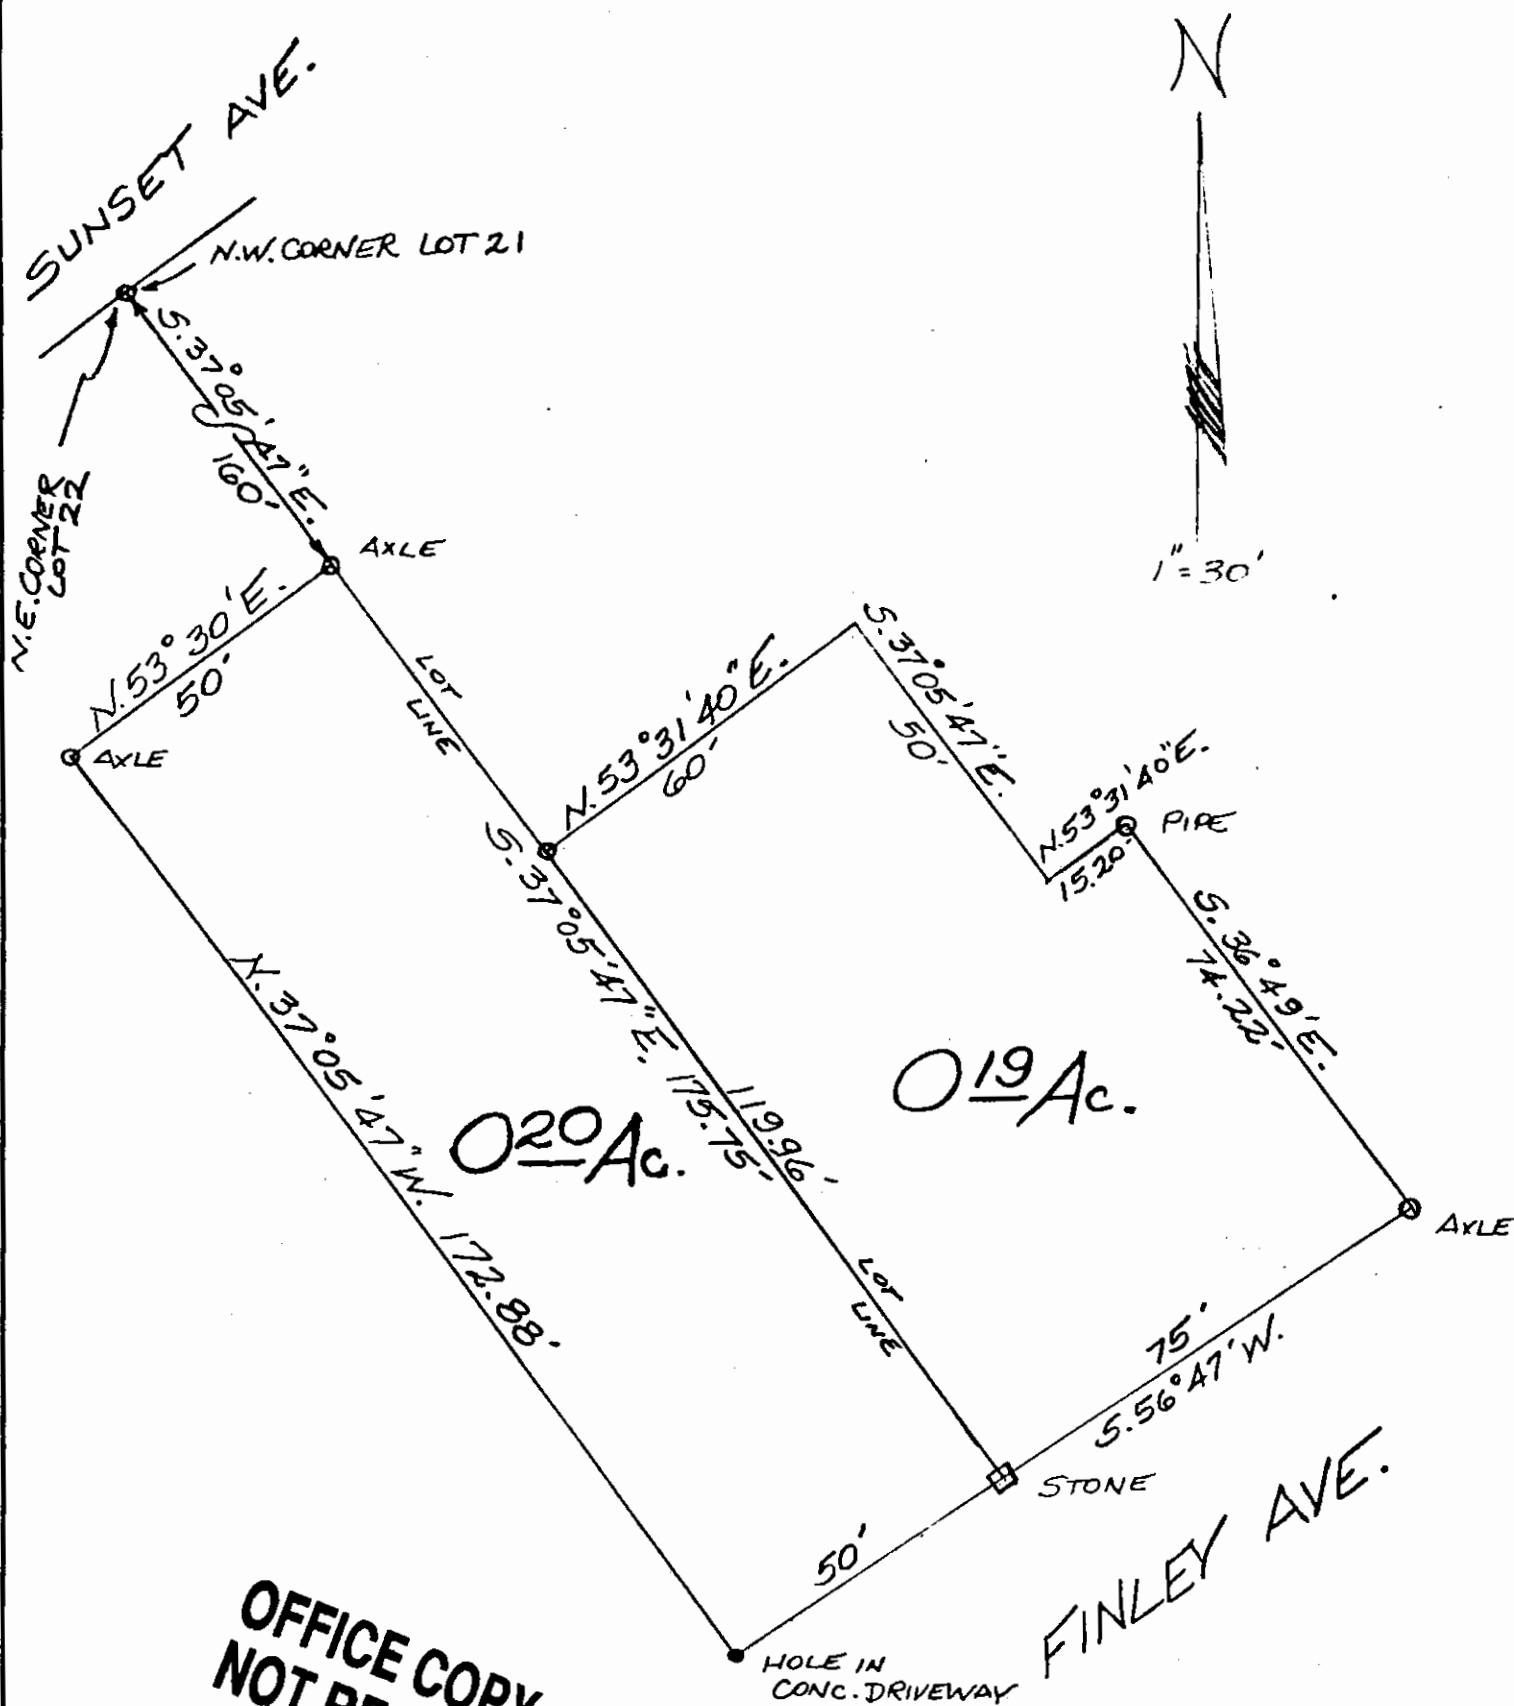 SUNSET AVE.
N
N.W. CORNER LOT 21
N.E. CORNER
LOT 22
S. 37° 05' 47" E.
160'
AXLE
1" = 30'
N. 53° 30' E.
50'
AXLE
LOT
LINE
N. 53° 31' 40" E.
60'
S. 37° 05' 47" E.
50'
N. 53° 31' 40" E.
15.20'
PIPE
S. 36° 49' E.
74.22'
S. 37° 05' 47" E. 175.75'
119.96'
N. 37° 05' 47" W. 172.88'
0 20 Ac.
0 19 Ac.
LOT
LINE
AXLE
75'
S. 56° 47' W.
STONE
50'
FINLEY AVE.
HOLE IN
CONC. DRIVEWAY
OFFICE COPY
NOT